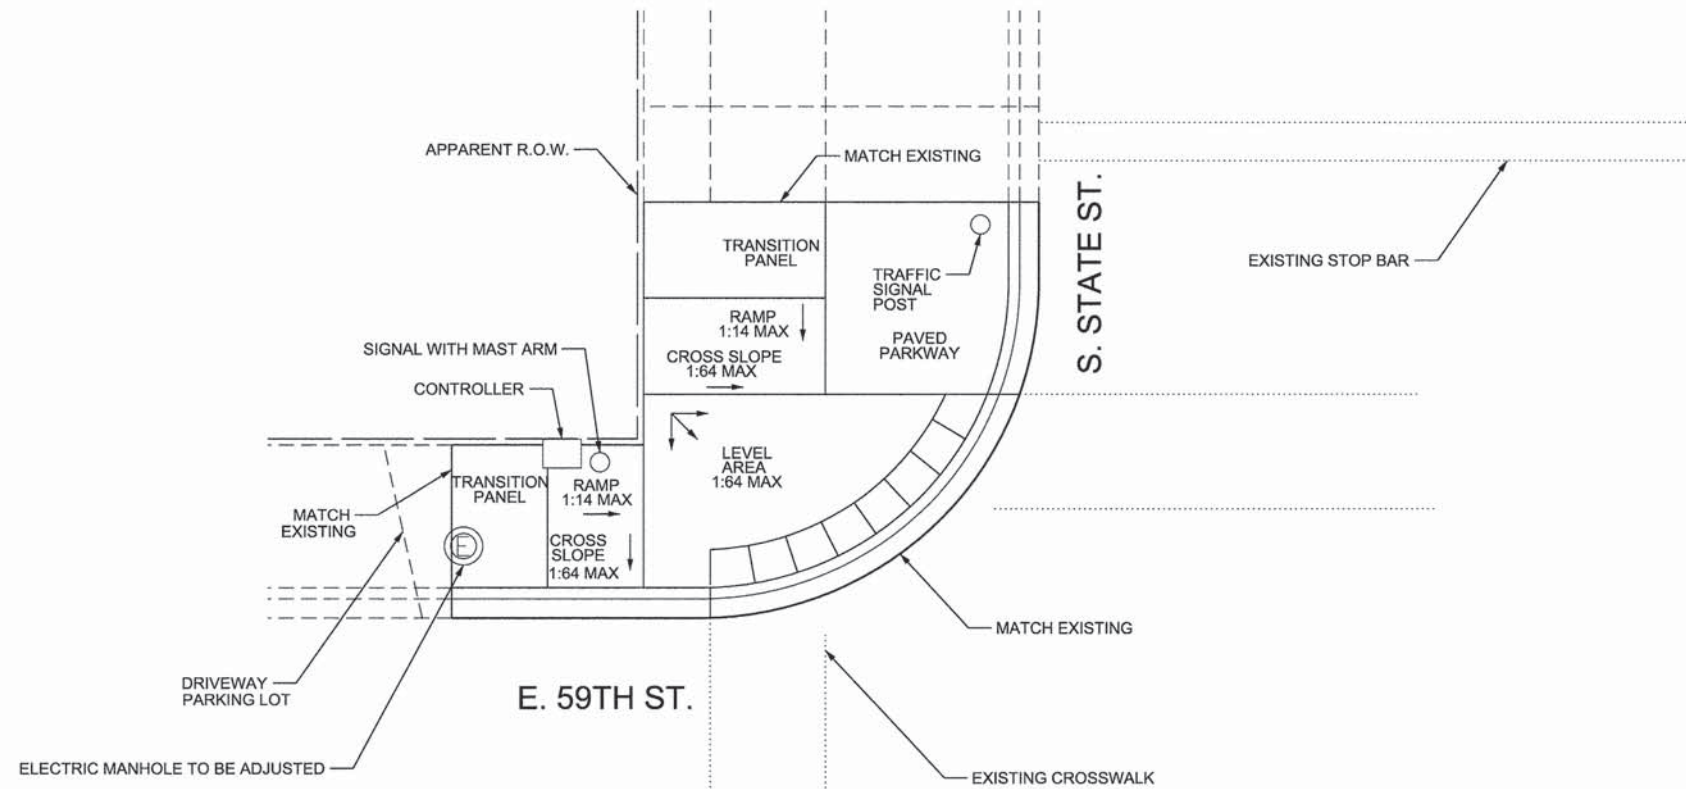 APPARENT R.O.W.
MATCH EXISTING
S. STATE ST.
EXISTING STOP BAR
TRANSITION
PANEL
TRAFFIC
SIGNAL
POST
RAMP
1:14 MAX
PAVED
PARKWAY
CROSS SLOPE
1:64 MAX
SIGNAL WITH MAST ARM
CONTROLLER
LEVEL
AREA
1:64 MAX
TRANSITION
PANEL
RAMP
1:14 MAX
MATCH
EXISTING
E
CROSS
SLOPE
1:64 MAX
MATCH EXISTING
DRIVEWAY
PARKING LOT
E. 59TH ST.
ELECTRIC MANHOLE TO BE ADJUSTED
EXISTING CROSSWALK